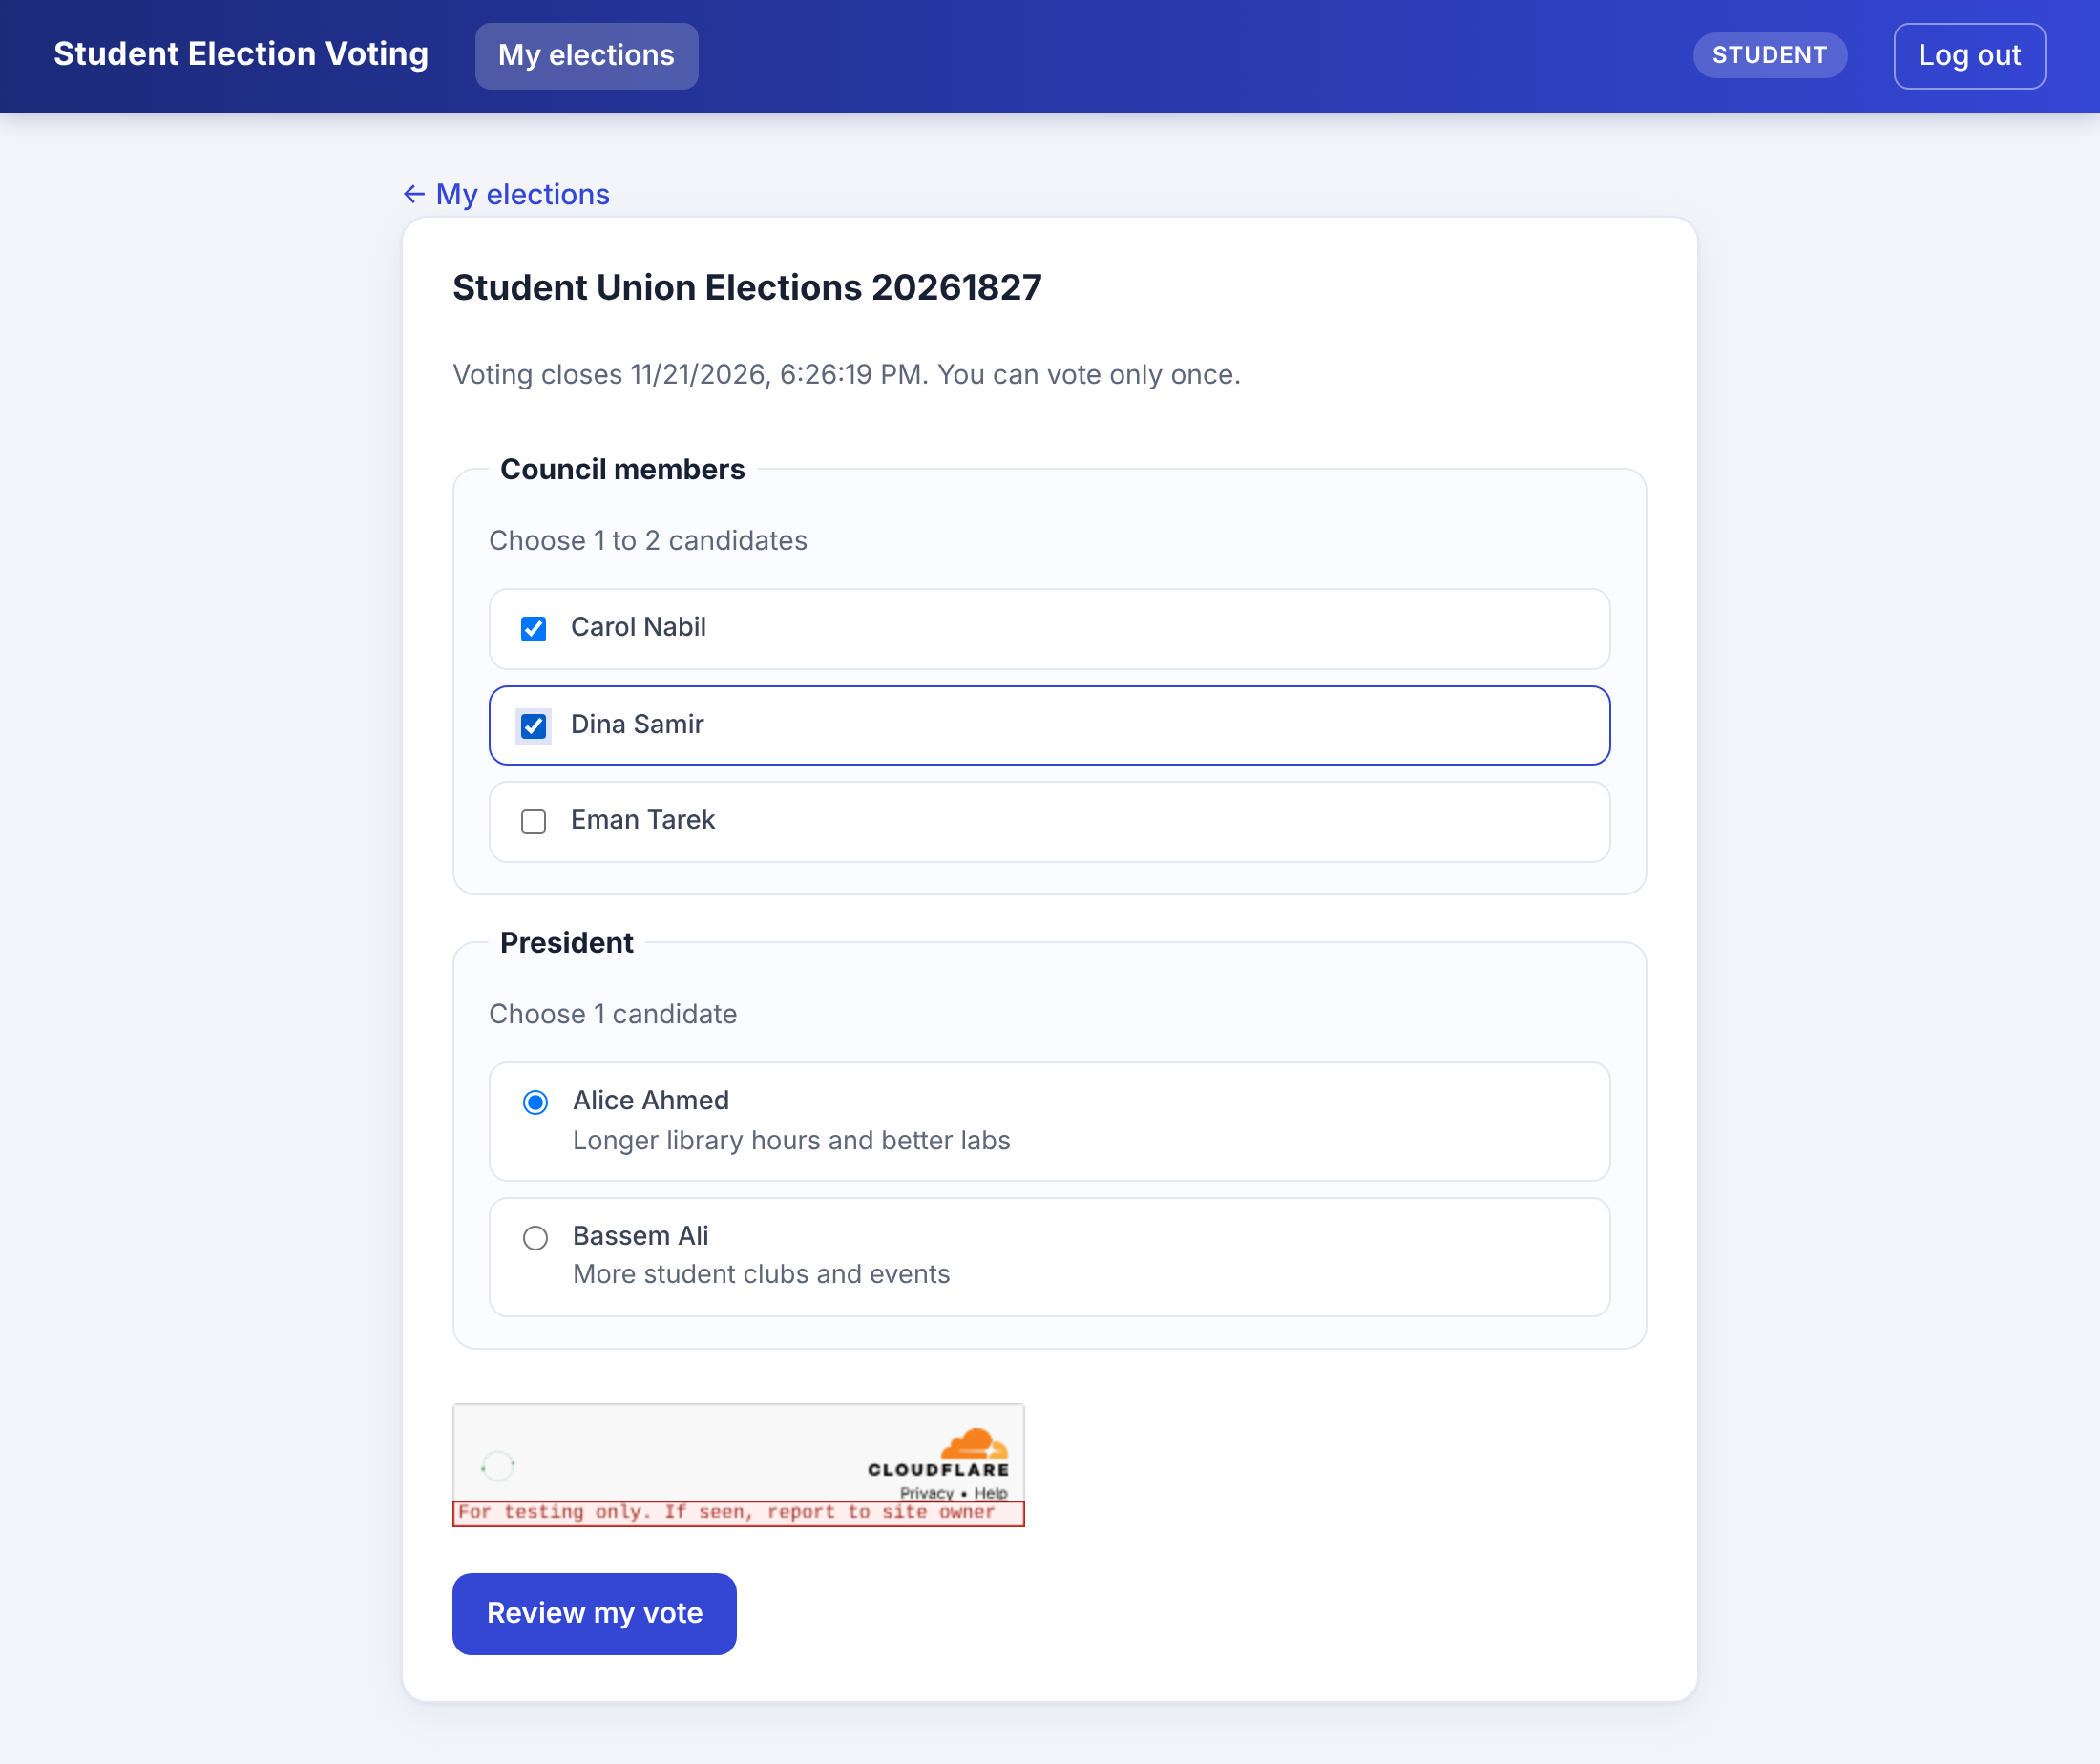 Student Election Voting
My elections
STUDENT
Log out
← My elections
Student Union Elections 20261827
Voting closes 11/21/2026, 6:26:19 PM. You can vote only once.
Council members
Choose 1 to 2 candidates
Carol Nabil
Dina Samir
Eman Tarek
President
Choose 1 candidate
Alice Ahmed
Longer library hours and better labs
Bassem Ali
More student clubs and events
CLOUDFLARE
Privacy • Help
For testing only. If seen, report to site owner
Review my vote